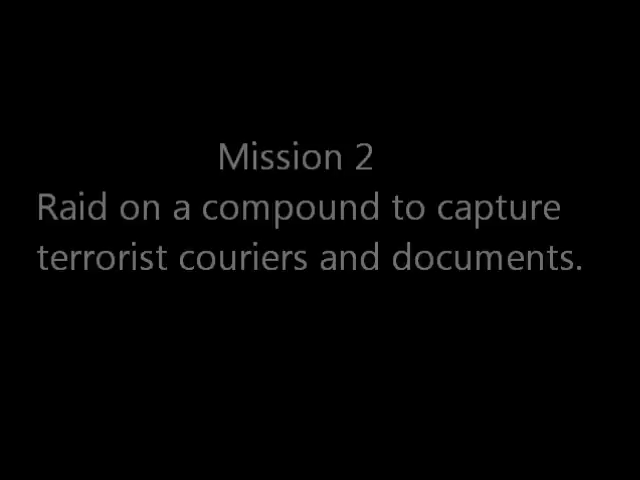 Mission 2
Raid on a compound to capture
terrorist couriers and documents.